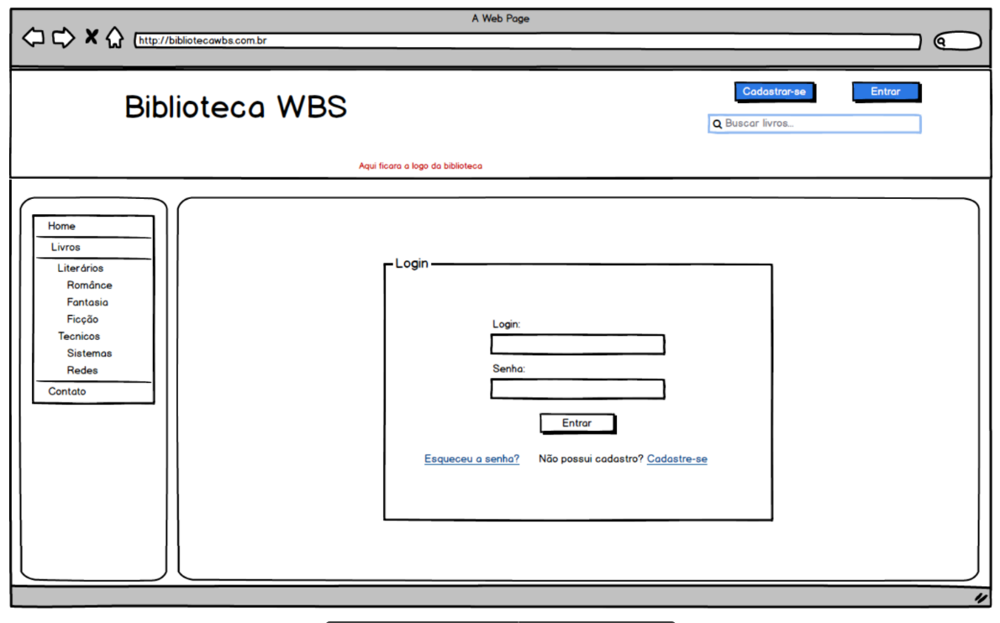 A Web Page
http://bibliotecawbs.com.br
Biblioteca WBS
Cadastrar-se
Entrar
Buscar livros...
Aqui ficara a logo da biblioteca
Home
Livros
Literários
Românce
Fantasia
Ficção
Tecnicos
Sistemas
Redes
Contato
Login
Login:
Senha:
Entrar
Esqueceu a senha? Não possui cadastro? Cadastre-se